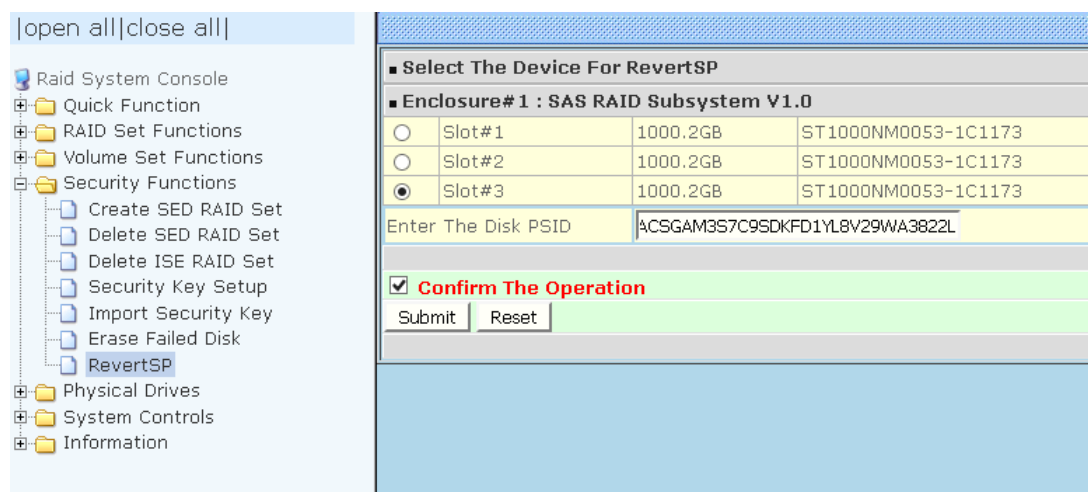 |open all|close all|
Raid System Console
Quick Function
RAID Set Functions
Volume Set Functions
Security Functions
Create SED RAID Set
Delete SED RAID Set
Delete ISE RAID Set
Security Key Setup
Import Security Key
Erase Failed Disk
RevertSP
Physical Drives
System Controls
Information
Select The Device For RevertSP
Enclosure#1 : SAS RAID Subsystem V1.0
Slot#1 1000.2GB ST1000NM0053-1C1173
Slot#2 1000.2GB ST1000NM0053-1C1173
Slot#3 1000.2GB ST1000NM0053-1C1173
Enter The Disk PSID ACSGAM3S7C9SDKFD1YL8V29WA3822L
Confirm The Operation
Submit Reset